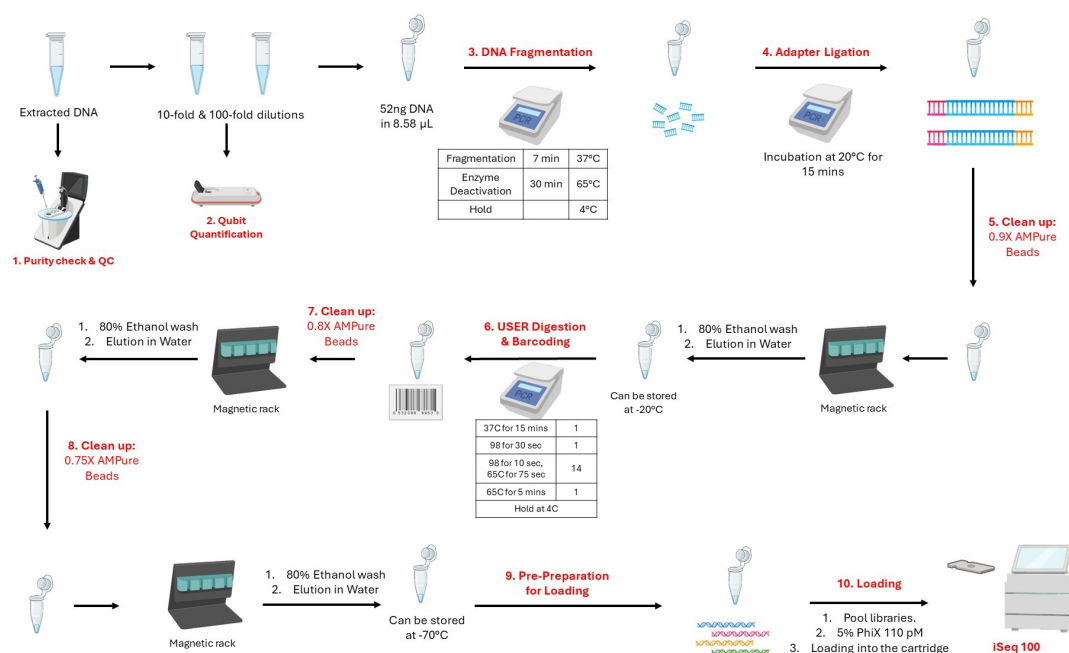 3. DNA Fragmentation
4. Adapter Ligation
Extracted DNA
10-fold & 100-fold dilutions
52ng DNA
in 8.58 µL
PCR
PCR
Incubation at 20°C for
15 mins
Fragmentation 7 min 37°C
Enzyme
Deactivation 30 min 65°C
Hold 4°C
1. Purity check & QC
2. Qubit
Quantification
5. Clean up:
0.9X AMPure
Beads
1. 80% Ethanol wash
2. Elution in Water
Magnetic rack
Can be stored
at -20°C
6. USER Digestion
& Barcoding
PCR
37C for 15 mins 1
98 for 30 sec 1
98 for 10 sec,
65C for 75 sec 14
65C for 5 mins 1
Hold at 4C
7. Clean up:
0.8X AMPure
Beads
1. 80% Ethanol wash
2. Elution in Water
Magnetic rack
8. Clean up:
0.75X AMPure
Beads
Magnetic rack
1. 80% Ethanol wash
2. Elution in Water
Can be stored
at -70°C
9. Pre-Preparation
for Loading
10. Loading
1. Pool libraries.
2. 5% PhiX 110 pM
3. Loading into the cartridge
iSeq 100